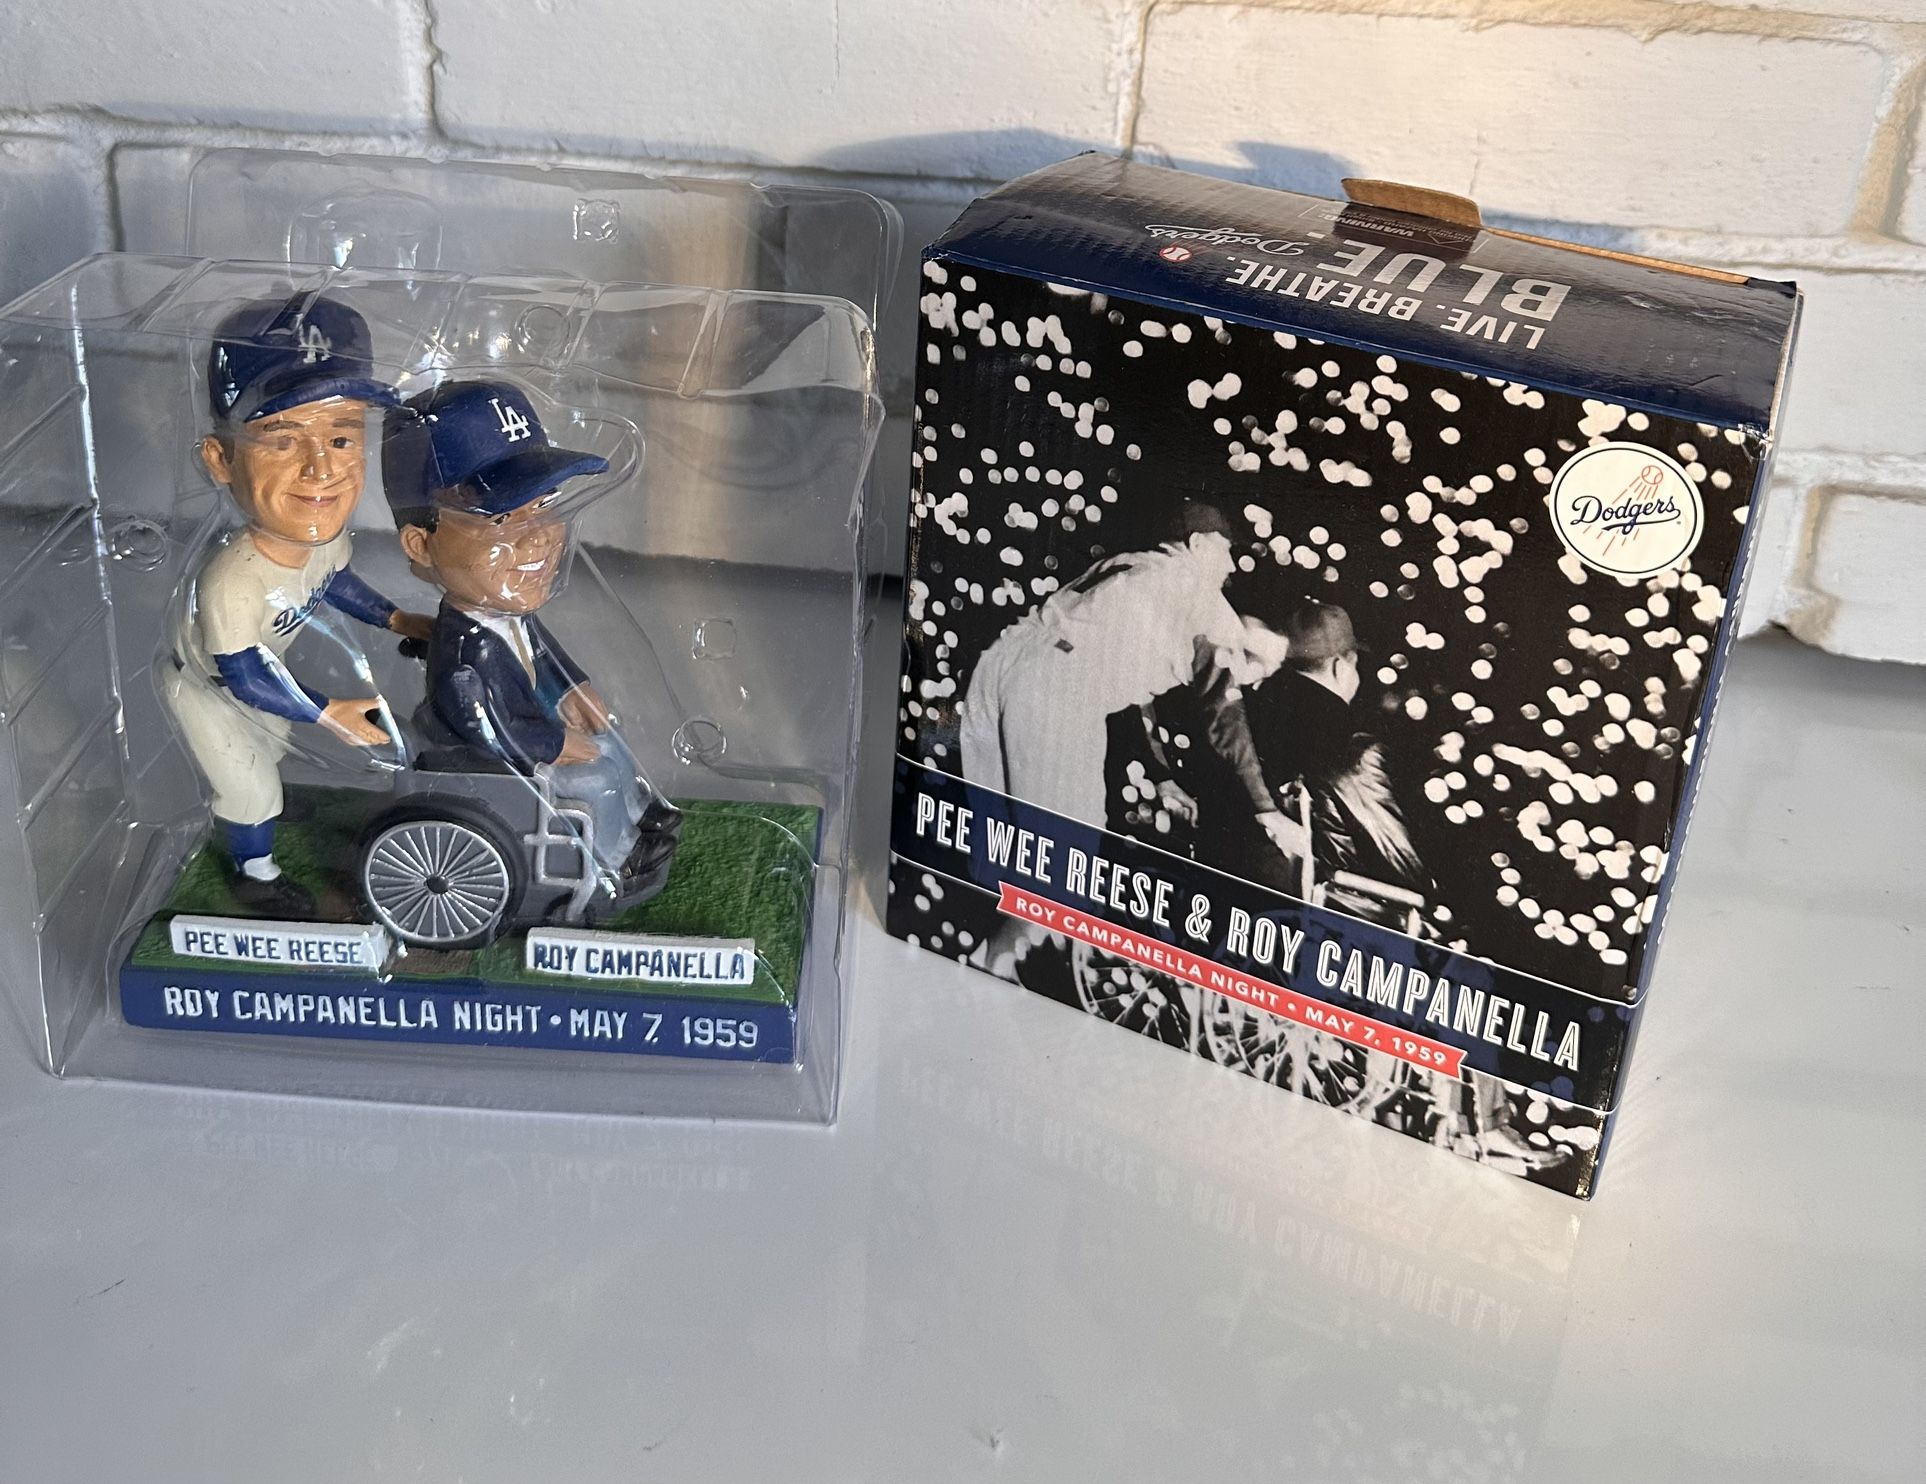 LA
LA
Dodgers
PEE WEE REESE
ROY CAMPANELLA
ROY CAMPANELLA NIGHT • MAY 7, 1959
LIVE. BREATHE.
BLUE.
Dodgers
WARNING:
Dodgers
PEE WEE REESE & ROY CAMPANELLA
ROY CAMPANELLA NIGHT • MAY 7, 1959